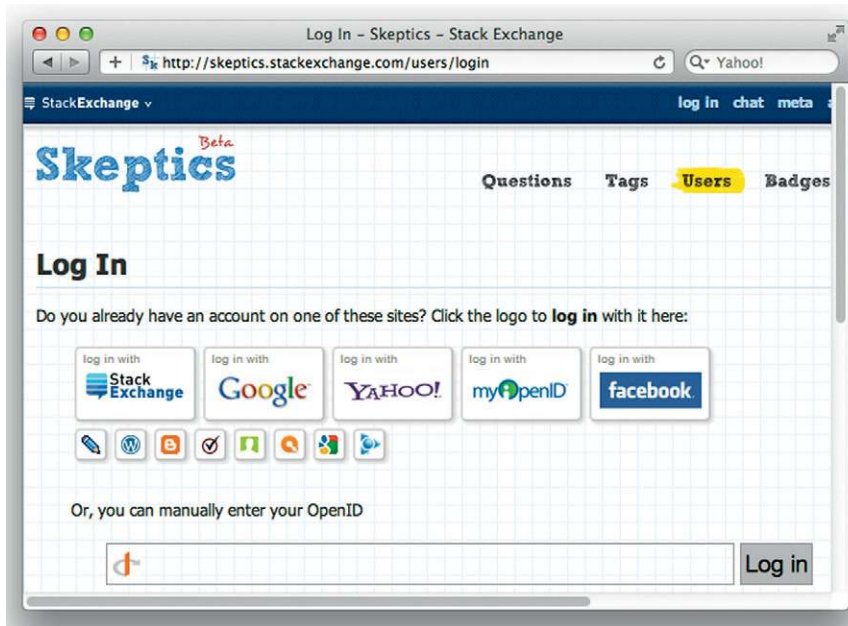 Log In – Skeptics – Stack Exchange
http://skeptics.stackexchange.com/users/login
Yahoo!
StackExchange
log in chat meta
Beta
Skeptics
Questions Tags Users Badges
Log In
Do you already have an account on one of these sites? Click the logo to log in with it here:
log in with log in with log in with log in with log in with
Stack Exchange Google YAHOO! myOpenID facebook
Or, you can manually enter your OpenID
Log in